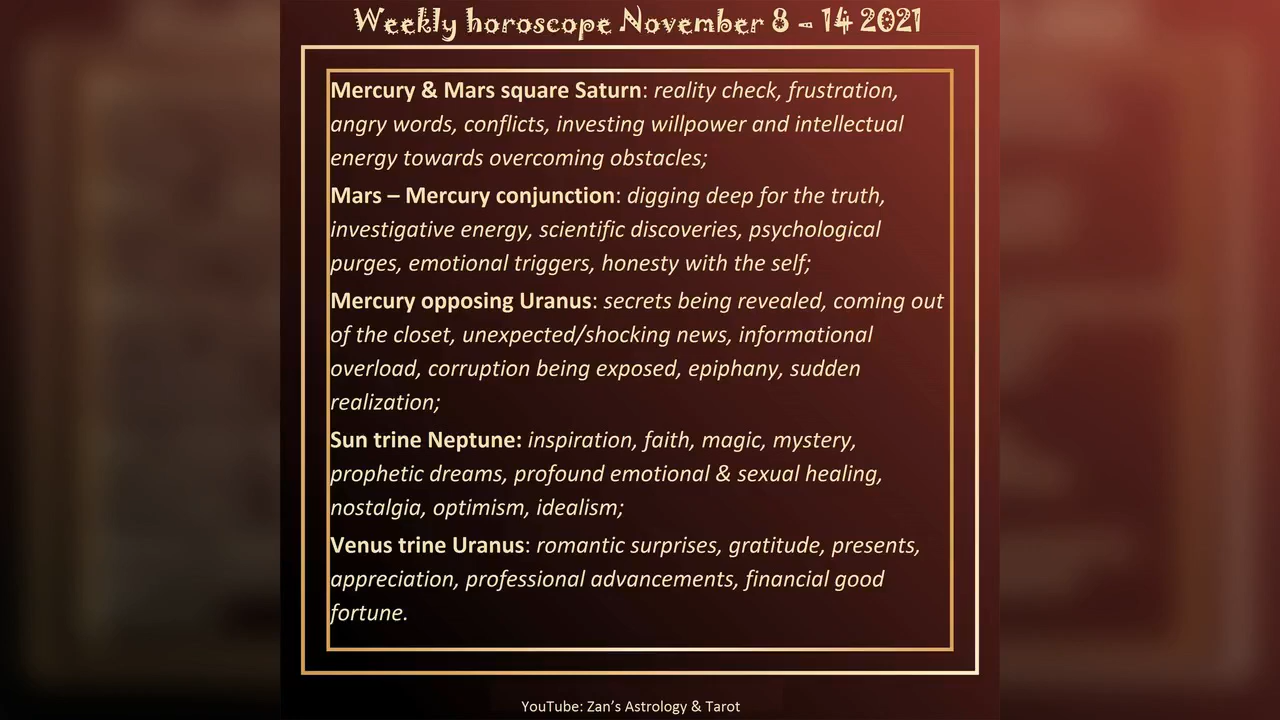 Weekly horoscope November 8 – 14 2021
Mercury & Mars square Saturn: reality check, frustration,
angry words, conflicts, investing willpower and intellectual
energy towards overcoming obstacles;
Mars – Mercury conjunction: digging deep for the truth,
investigative energy, scientific discoveries, psychological
purges, emotional triggers, honesty with the self;
Mercury opposing Uranus: secrets being revealed, coming out
of the closet, unexpected/shocking news, informational
overload, corruption being exposed, epiphany, sudden
realization;
Sun trine Neptune: inspiration, faith, magic, mystery,
prophetic dreams, profound emotional & sexual healing,
nostalgia, optimism, idealism;
Venus trine Uranus: romantic surprises, gratitude, presents,
appreciation, professional advancements, financial good
fortune.
YouTube: Zan’s Astrology & Tarot